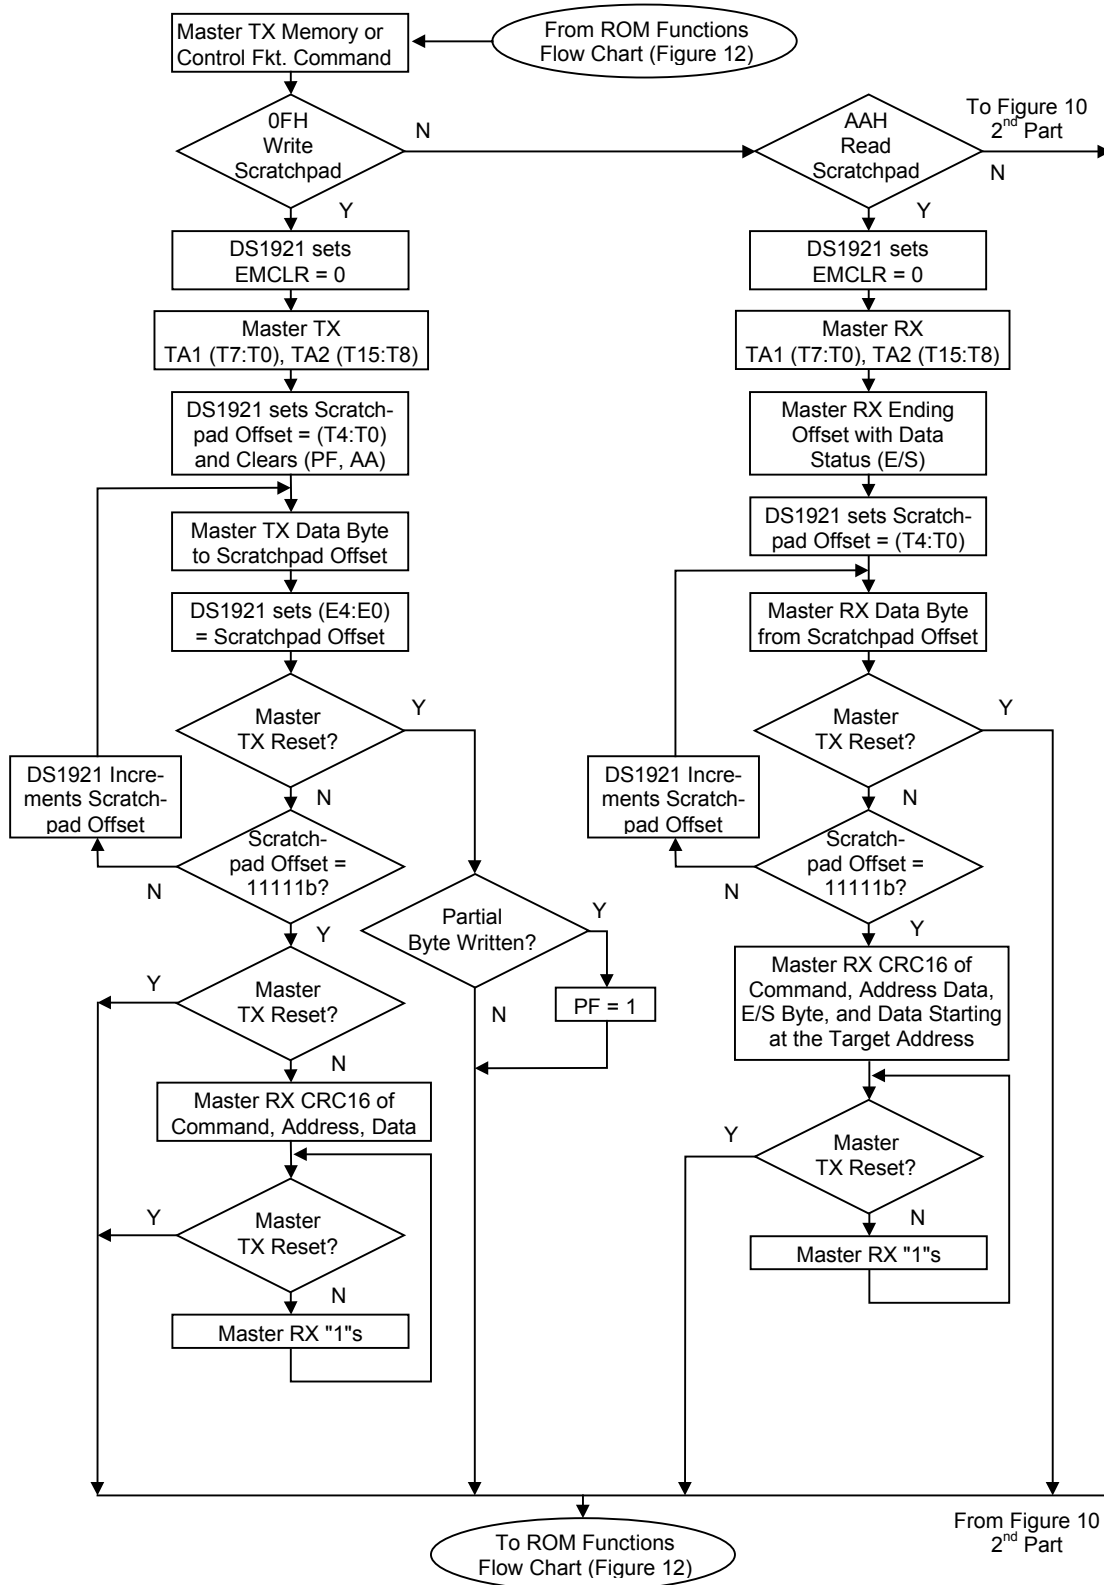 Master TX Memory or
Control Fkt. Command
From ROM Functions
Flow Chart (Figure 12)
0FH
Write
Scratchpad
N
Y
AAH
Read
Scratchpad
To Figure 10
2nd Part
N
Y
DS1921 sets
EMCLR = 0
Master TX
TA1 (T7:T0), TA2 (T15:T8)
DS1921 sets Scratch-
pad Offset = (T4:T0)
and Clears (PF, AA)
Master TX Data Byte
to Scratchpad Offset
DS1921 sets (E4:E0)
= Scratchpad Offset
Master
TX Reset?
Y
N
DS1921 Incre-
ments Scratch-
pad Offset
Scratch-
pad Offset =
11111b?
N
Y
Partial
Byte Written?
Y
N
PF = 1
Master
TX Reset?
Y
N
Master RX CRC16 of
Command, Address, Data
Master
TX Reset?
Y
N
Master RX "1"s
DS1921 sets
EMCLR = 0
Master RX
TA1 (T7:T0), TA2 (T15:T8)
Master RX Ending
Offset with Data
Status (E/S)
DS1921 sets Scratch-
pad Offset = (T4:T0)
Master RX Data Byte
from Scratchpad Offset
Master
TX Reset?
Y
N
DS1921 Incre-
ments Scratch-
pad Offset
Scratch-
pad Offset =
11111b?
N
Y
Master RX CRC16 of
Command, Address Data,
E/S Byte, and Data Starting
at the Target Address
Master
TX Reset?
Y
N
Master RX "1"s
To ROM Functions
Flow Chart (Figure 12)
From Figure 10
2nd Part